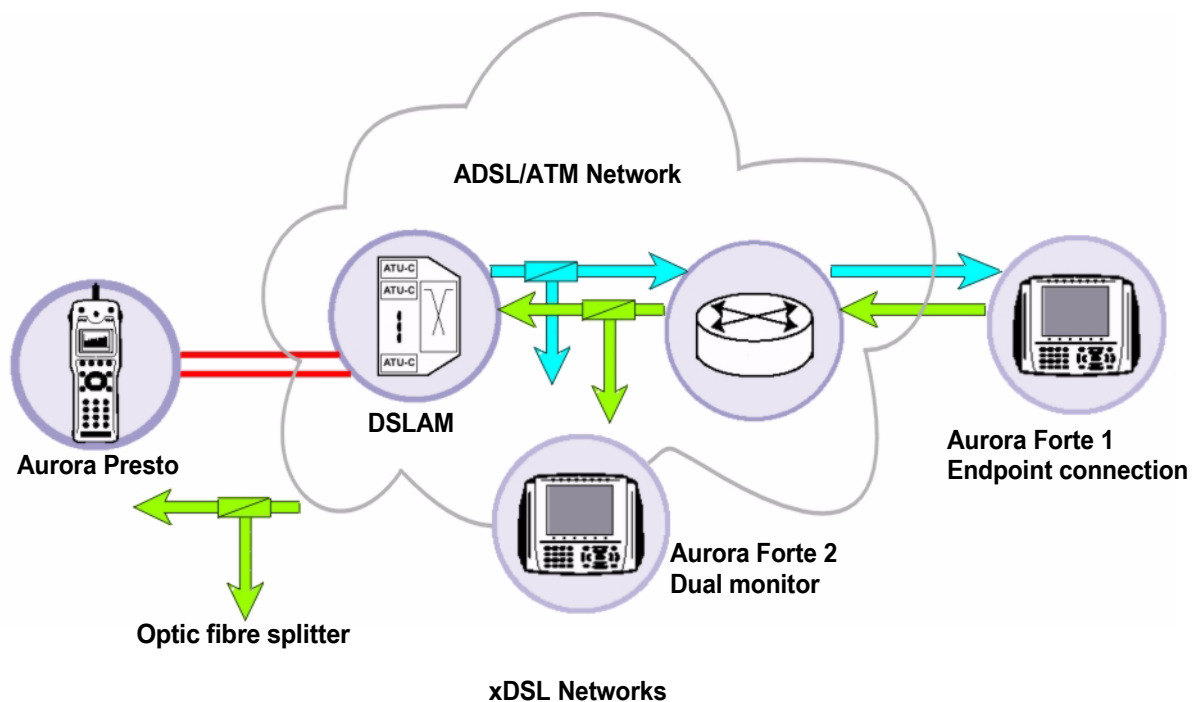 ADSL/ATM Network
ATU-C
ATU-C
ATU-C
DSLAM
Aurora Presto
Aurora Forte 1
Endpoint connection
Aurora Forte 2
Dual monitor
Optic fibre splitter
xDSL Networks